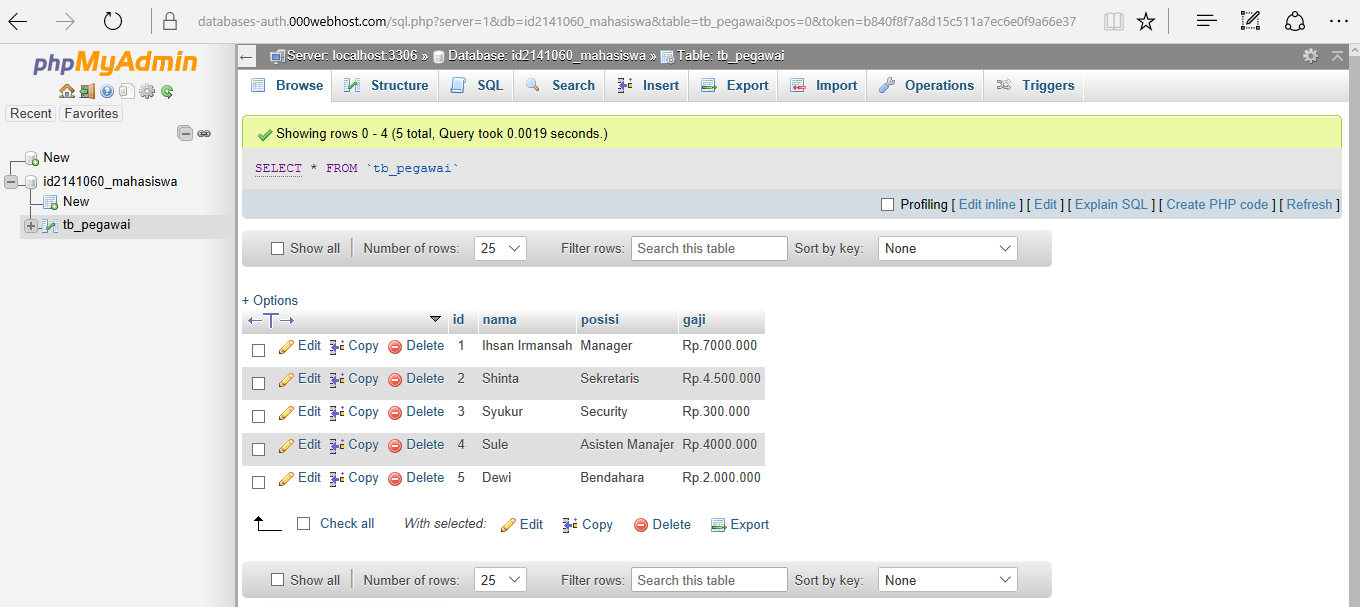 databases-auth.000webhost.com/sql.php?server=1&db=id2141060_mahasiswa&table=tb_pegawai&pos=0&token=b840f8f7a8d15c511a7ec6e0f9a66e37
phpMyAdmin
Recent Favorites
New
id2141060_mahasiswa
New
tb_pegawai
Server: localhost:3306 » Database: id2141060_mahasiswa » Table: tb_pegawai
Browse Structure SQL Search Insert Export Import Operations Triggers
Showing rows 0 - 4 (5 total, Query took 0.0019 seconds.)
SELECT * FROM `tb_pegawai`
Profiling [ Edit inline ] [ Edit ] [ Explain SQL ] [ Create PHP code ] [ Refresh ]
Show all | Number of rows: 25 Filter rows: Search this table Sort by key: None
+ Options
←T→ id nama posisi gaji
Edit Copy Delete 1 Ihsan Irmansah Manager Rp.7000.000
Edit Copy Delete 2 Shinta Sekretaris Rp.4.500.000
Edit Copy Delete 3 Syukur Security Rp.300.000
Edit Copy Delete 4 Sule Asisten Manajer Rp.4000.000
Edit Copy Delete 5 Dewi Bendahara Rp.2.000.000
Check all With selected: Edit Copy Delete Export
Show all | Number of rows: 25 Filter rows: Search this table Sort by key: None